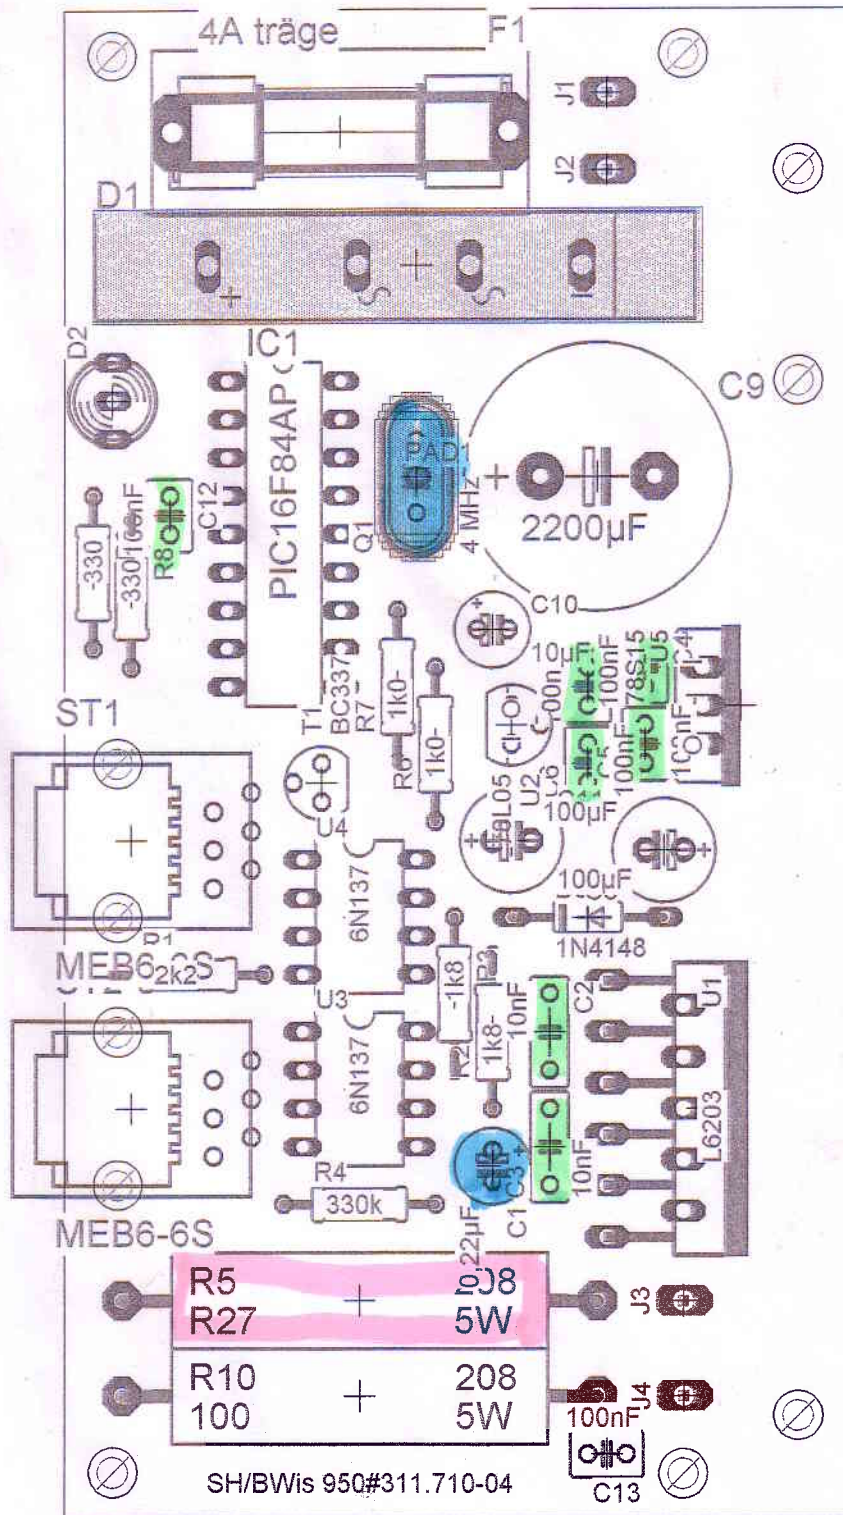 4A träge
F1
J1
J2
D1
+
IC1
D2
C9
PIC16F84AP
PAD1
+
4 MHz
Q1
2200µF
C12
100nF
R8
-330
-330
C10
10µF
100nF
78S15
U5
BC337
T1
R7
1k0-
R6
1k0-
ST1
100nF
78L05
U2
100µF
100µF
U4
6N137
1N4148
R1
MEB6-6S
2k2
U3
6N137
-1k8
R3
R2
1k8-
10nF
C2
U1
L6203
10nF
C3
C1
22µF
R4
330k
MEB6-6S
R5
R27
5W
J3
R10
208
100
5W
100nF
J4
SH/BWis 950#311.710-04
C13